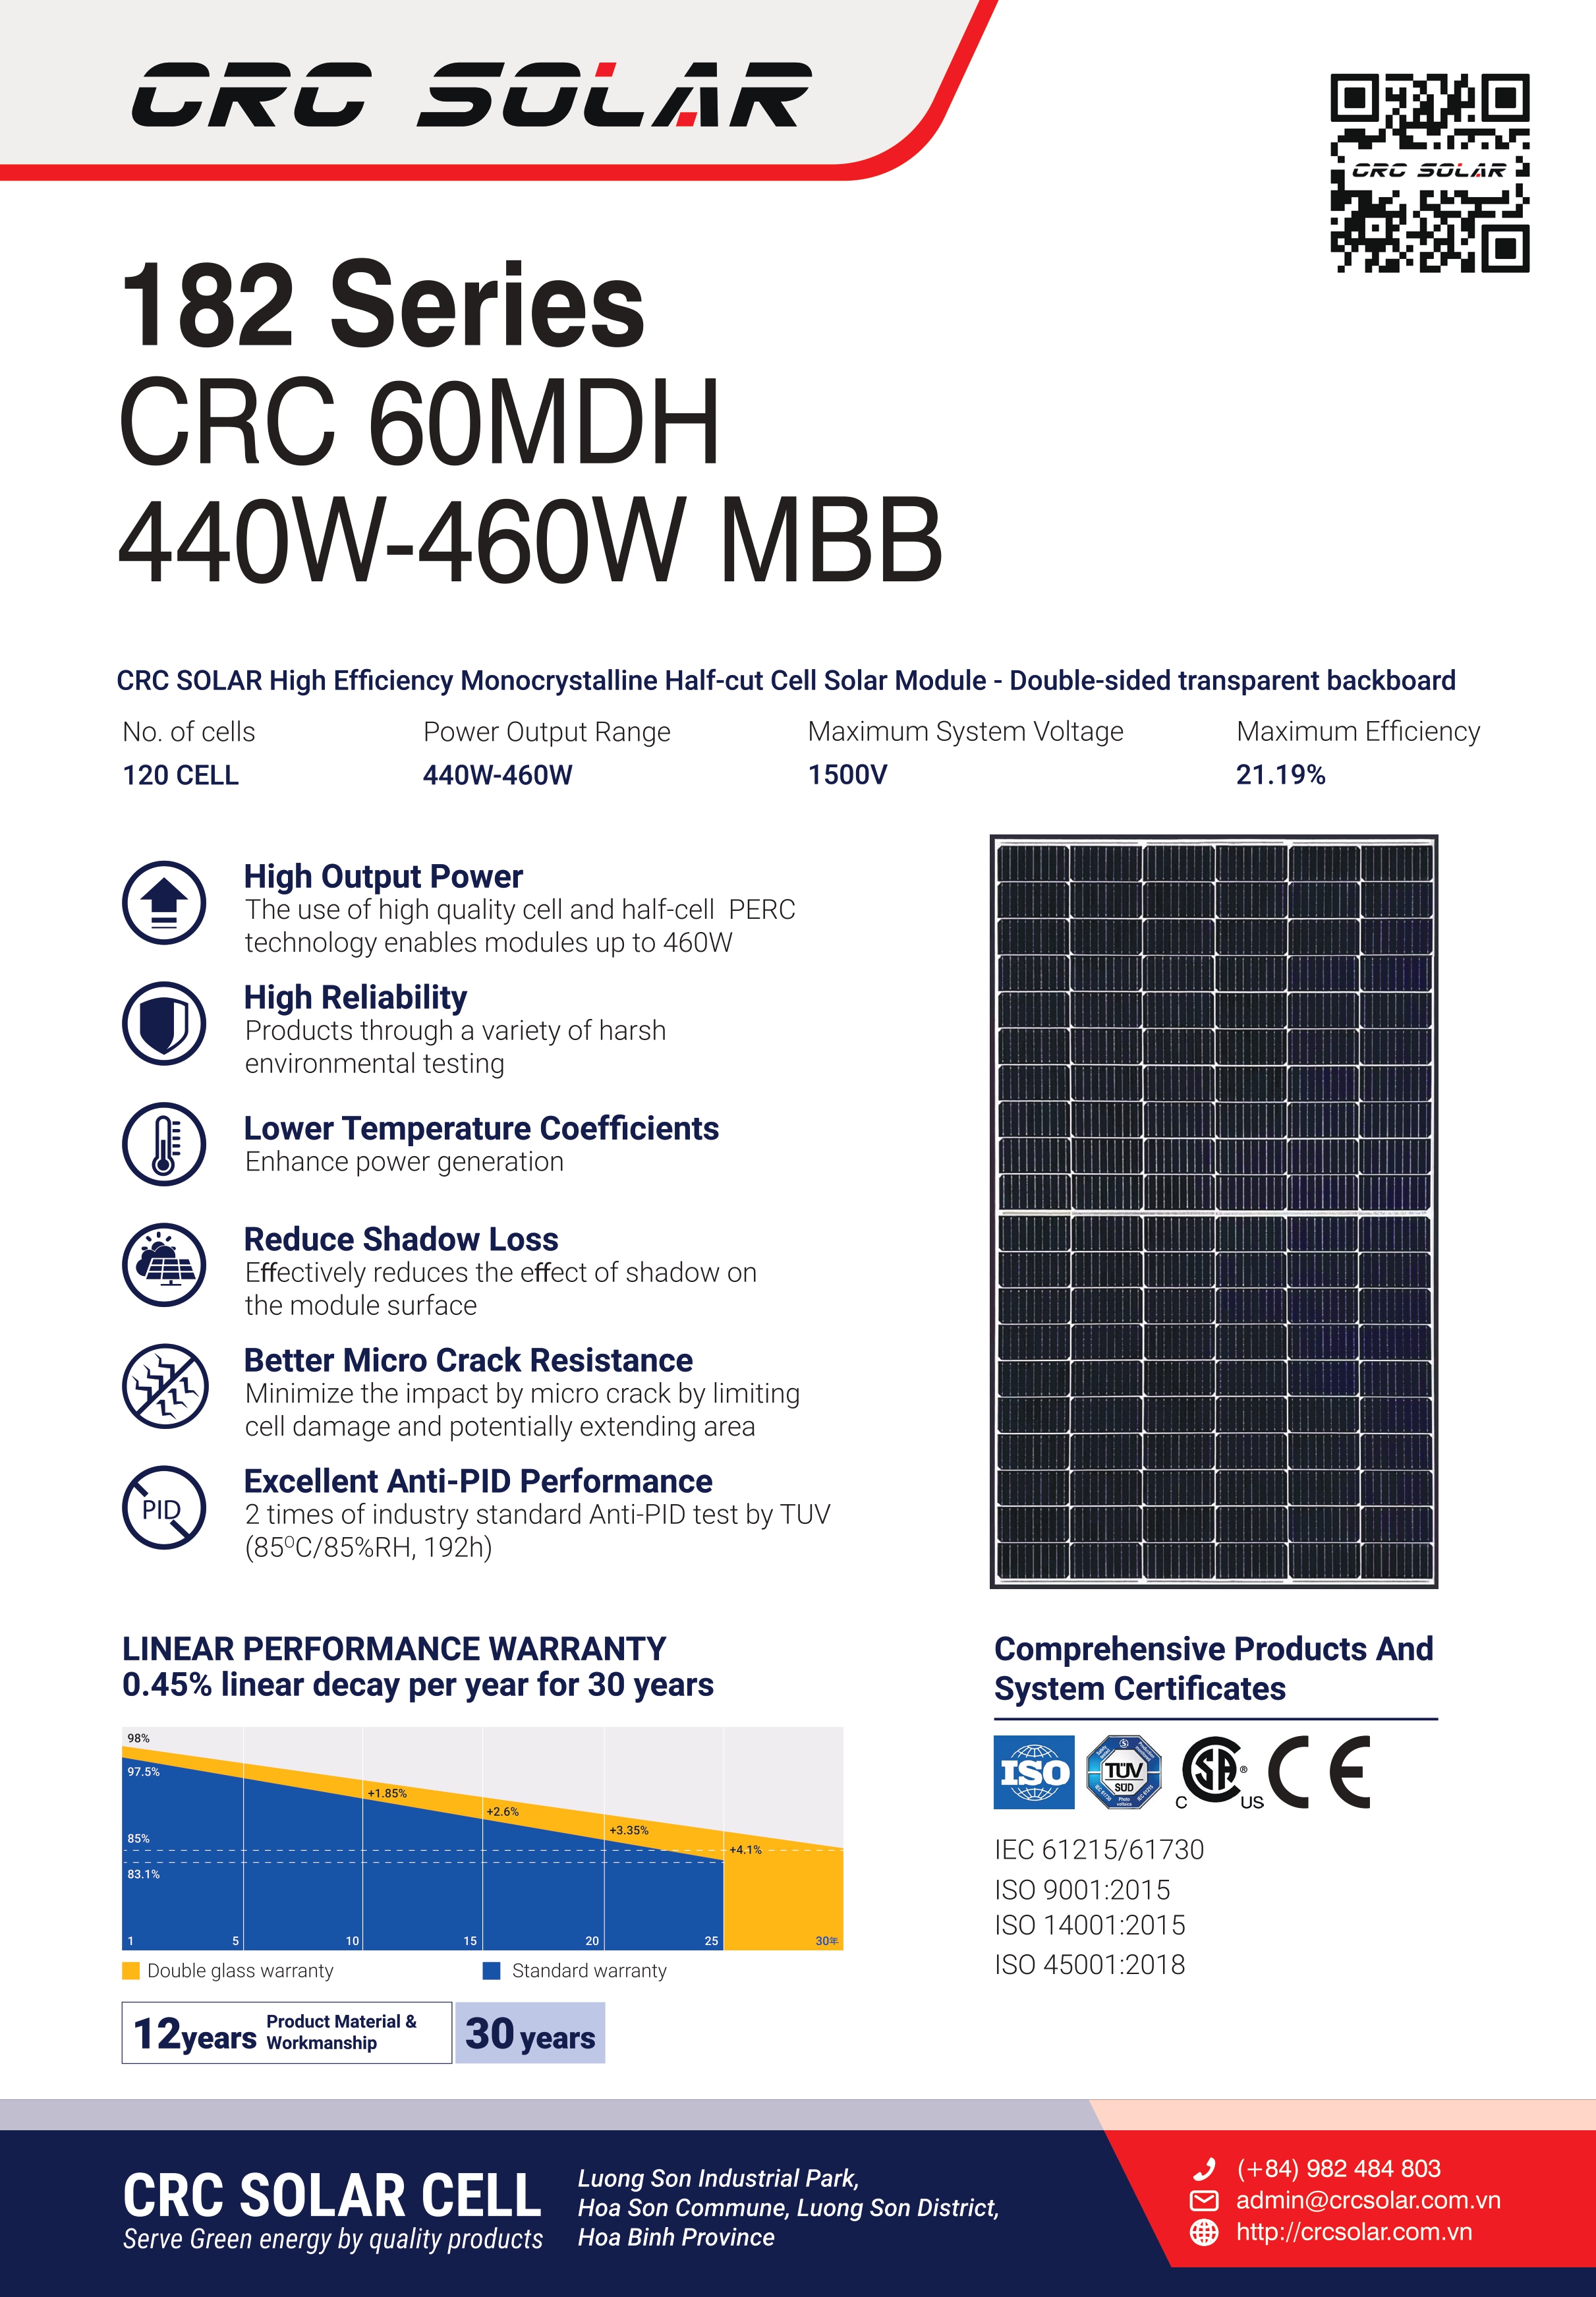 CRC SOLAR
CRC SOLAR
182 Series
CRC 60MDH
440W-460W MBB
CRC SOLAR High Efficiency Monocrystalline Half-cut Cell Solar Module - Double-sided transparent backboard
No. of cells
120 CELL
Power Output Range
440W-460W
Maximum System Voltage
1500V
Maximum Efficiency
21.19%
High Output Power
The use of high quality cell and half-cell PERC
technology enables modules up to 460W
High Reliability
Products through a variety of harsh
environmental testing
Lower Temperature Coefficients
Enhance power generation
Reduce Shadow Loss
Effectively reduces the effect of shadow on
the module surface
Better Micro Crack Resistance
Minimize the impact by micro crack by limiting
cell damage and potentially extending area
PID
Excellent Anti-PID Performance
2 times of industry standard Anti-PID test by TUV
(85⁰C/85%RH, 192h)
LINEAR PERFORMANCE WARRANTY
0.45% linear decay per year for 30 years
98%
97.5%
+1.85%
+2.6%
+3.35%
+4.1%
85%
83.1%
1 5 10 15 20 25 30年
Double glass warranty
Standard warranty
12years Product Material &
Workmanship
30 years
Comprehensive Products And
System Certificates
ISO
TÜV
SÜD
IEC 61730
IEC 61215
Photo
voltaics
SA ®
C US
CE
IEC 61215/61730
ISO 9001:2015
ISO 14001:2015
ISO 45001:2018
CRC SOLAR CELL
Serve Green energy by quality products
Luong Son Industrial Park,
Hoa Son Commune, Luong Son District,
Hoa Binh Province
(+84) 982 484 803
admin@crcsolar.com.vn
http://crcsolar.com.vn